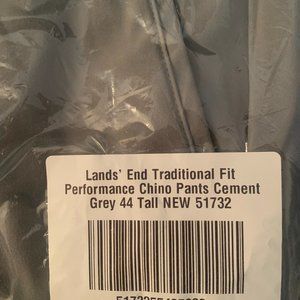 Lands' End Traditional Fit
Performance Chino Pants Cement
Grey 44 Tall NEW 51732